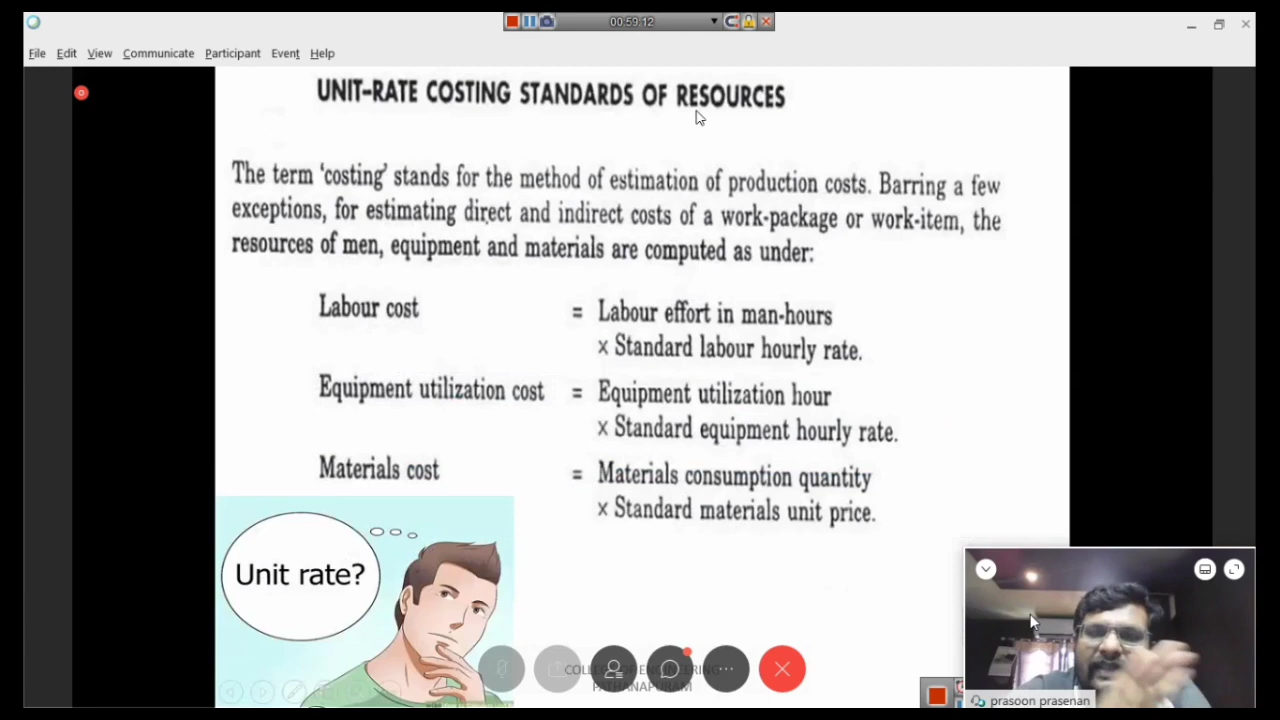 00:59:12
File Edit View Communicate Participant Event Help
UNIT-RATE COSTING STANDARDS OF RESOURCES
The term 'costing' stands for the method of estimation of production costs. Barring a few
exceptions, for estimating direct and indirect costs of a work-package or work-item, the
resources of men, equipment and materials are computed as under:
Labour cost = Labour effort in man-hours
x Standard labour hourly rate.
Equipment utilization cost = Equipment utilization hour
x Standard equipment hourly rate.
Materials cost = Materials consumption quantity
x Standard materials unit price.
Unit rate?
COLLEGE ENGINEERING
PATHANAPURAM
prasoon prasenan